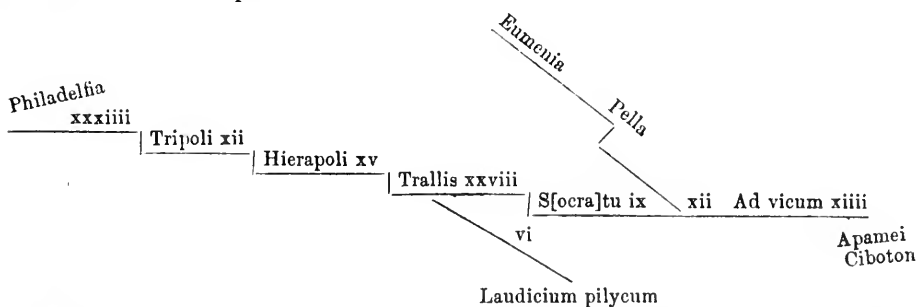 Eumenia
Philadelfia
xxxiiii
Pella
Tripoli xii
Hierapoli xv
Trallis xxviii
S[ocra]tu ix xii Ad vicum xiiii
vi
Apamei
Ciboton
Laudicium pilycum